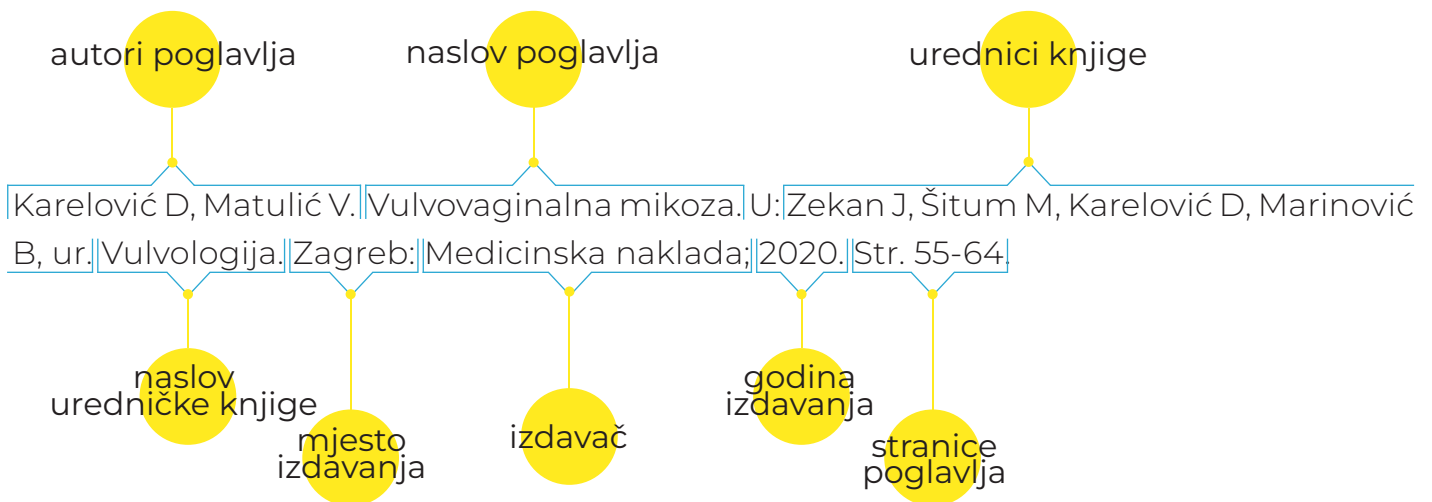 autori poglavlja
naslov poglavlja
urednici knjige
Karelović D, Matulić V. Vulvovaginalna mikoza. U: Zekan J, Šitum M, Karelović D, Marinović
B, ur. Vulvologija. Zagreb: Medicinska naklada; 2020. Str. 55-64.
naslov
uredničke knjige
mjesto
izdavanja
izdavač
godina
izdavanja
stranice
poglavlja